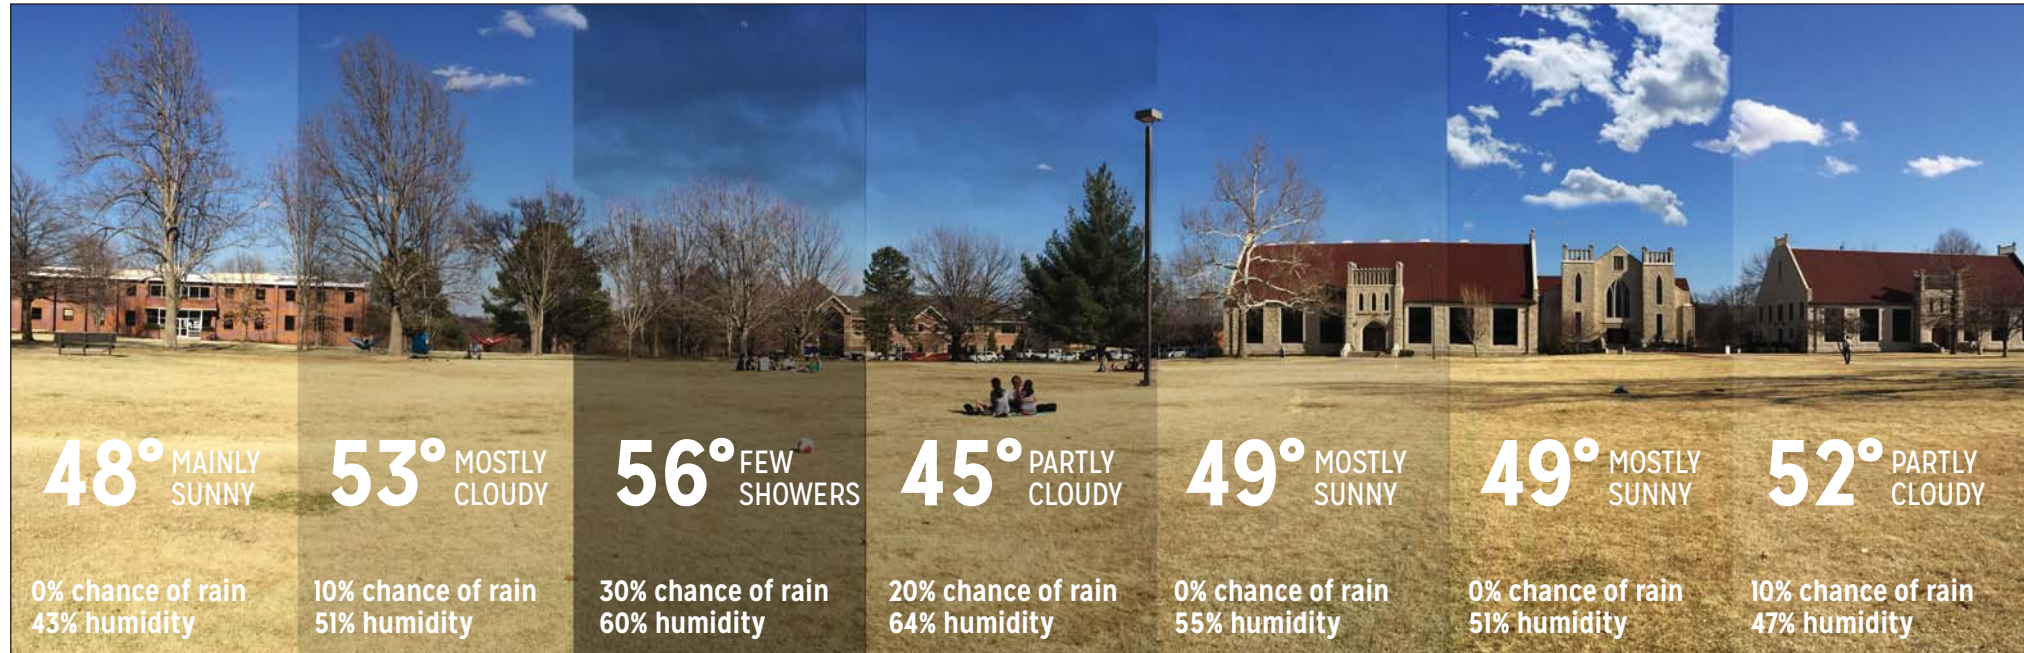 48° MAINLY
SUNNY
0% chance of rain
43% humidity
53° MOSTLY
CLOUDY
10% chance of rain
51% humidity
56° FEW
SHOWERS
30% chance of rain
60% humidity
45° PARTLY
CLOUDY
20% chance of rain
64% humidity
49° MOSTLY
SUNNY
0% chance of rain
55% humidity
49° MOSTLY
SUNNY
0% chance of rain
51% humidity
52° PARTLY
CLOUDY
10% chance of rain
47% humidity